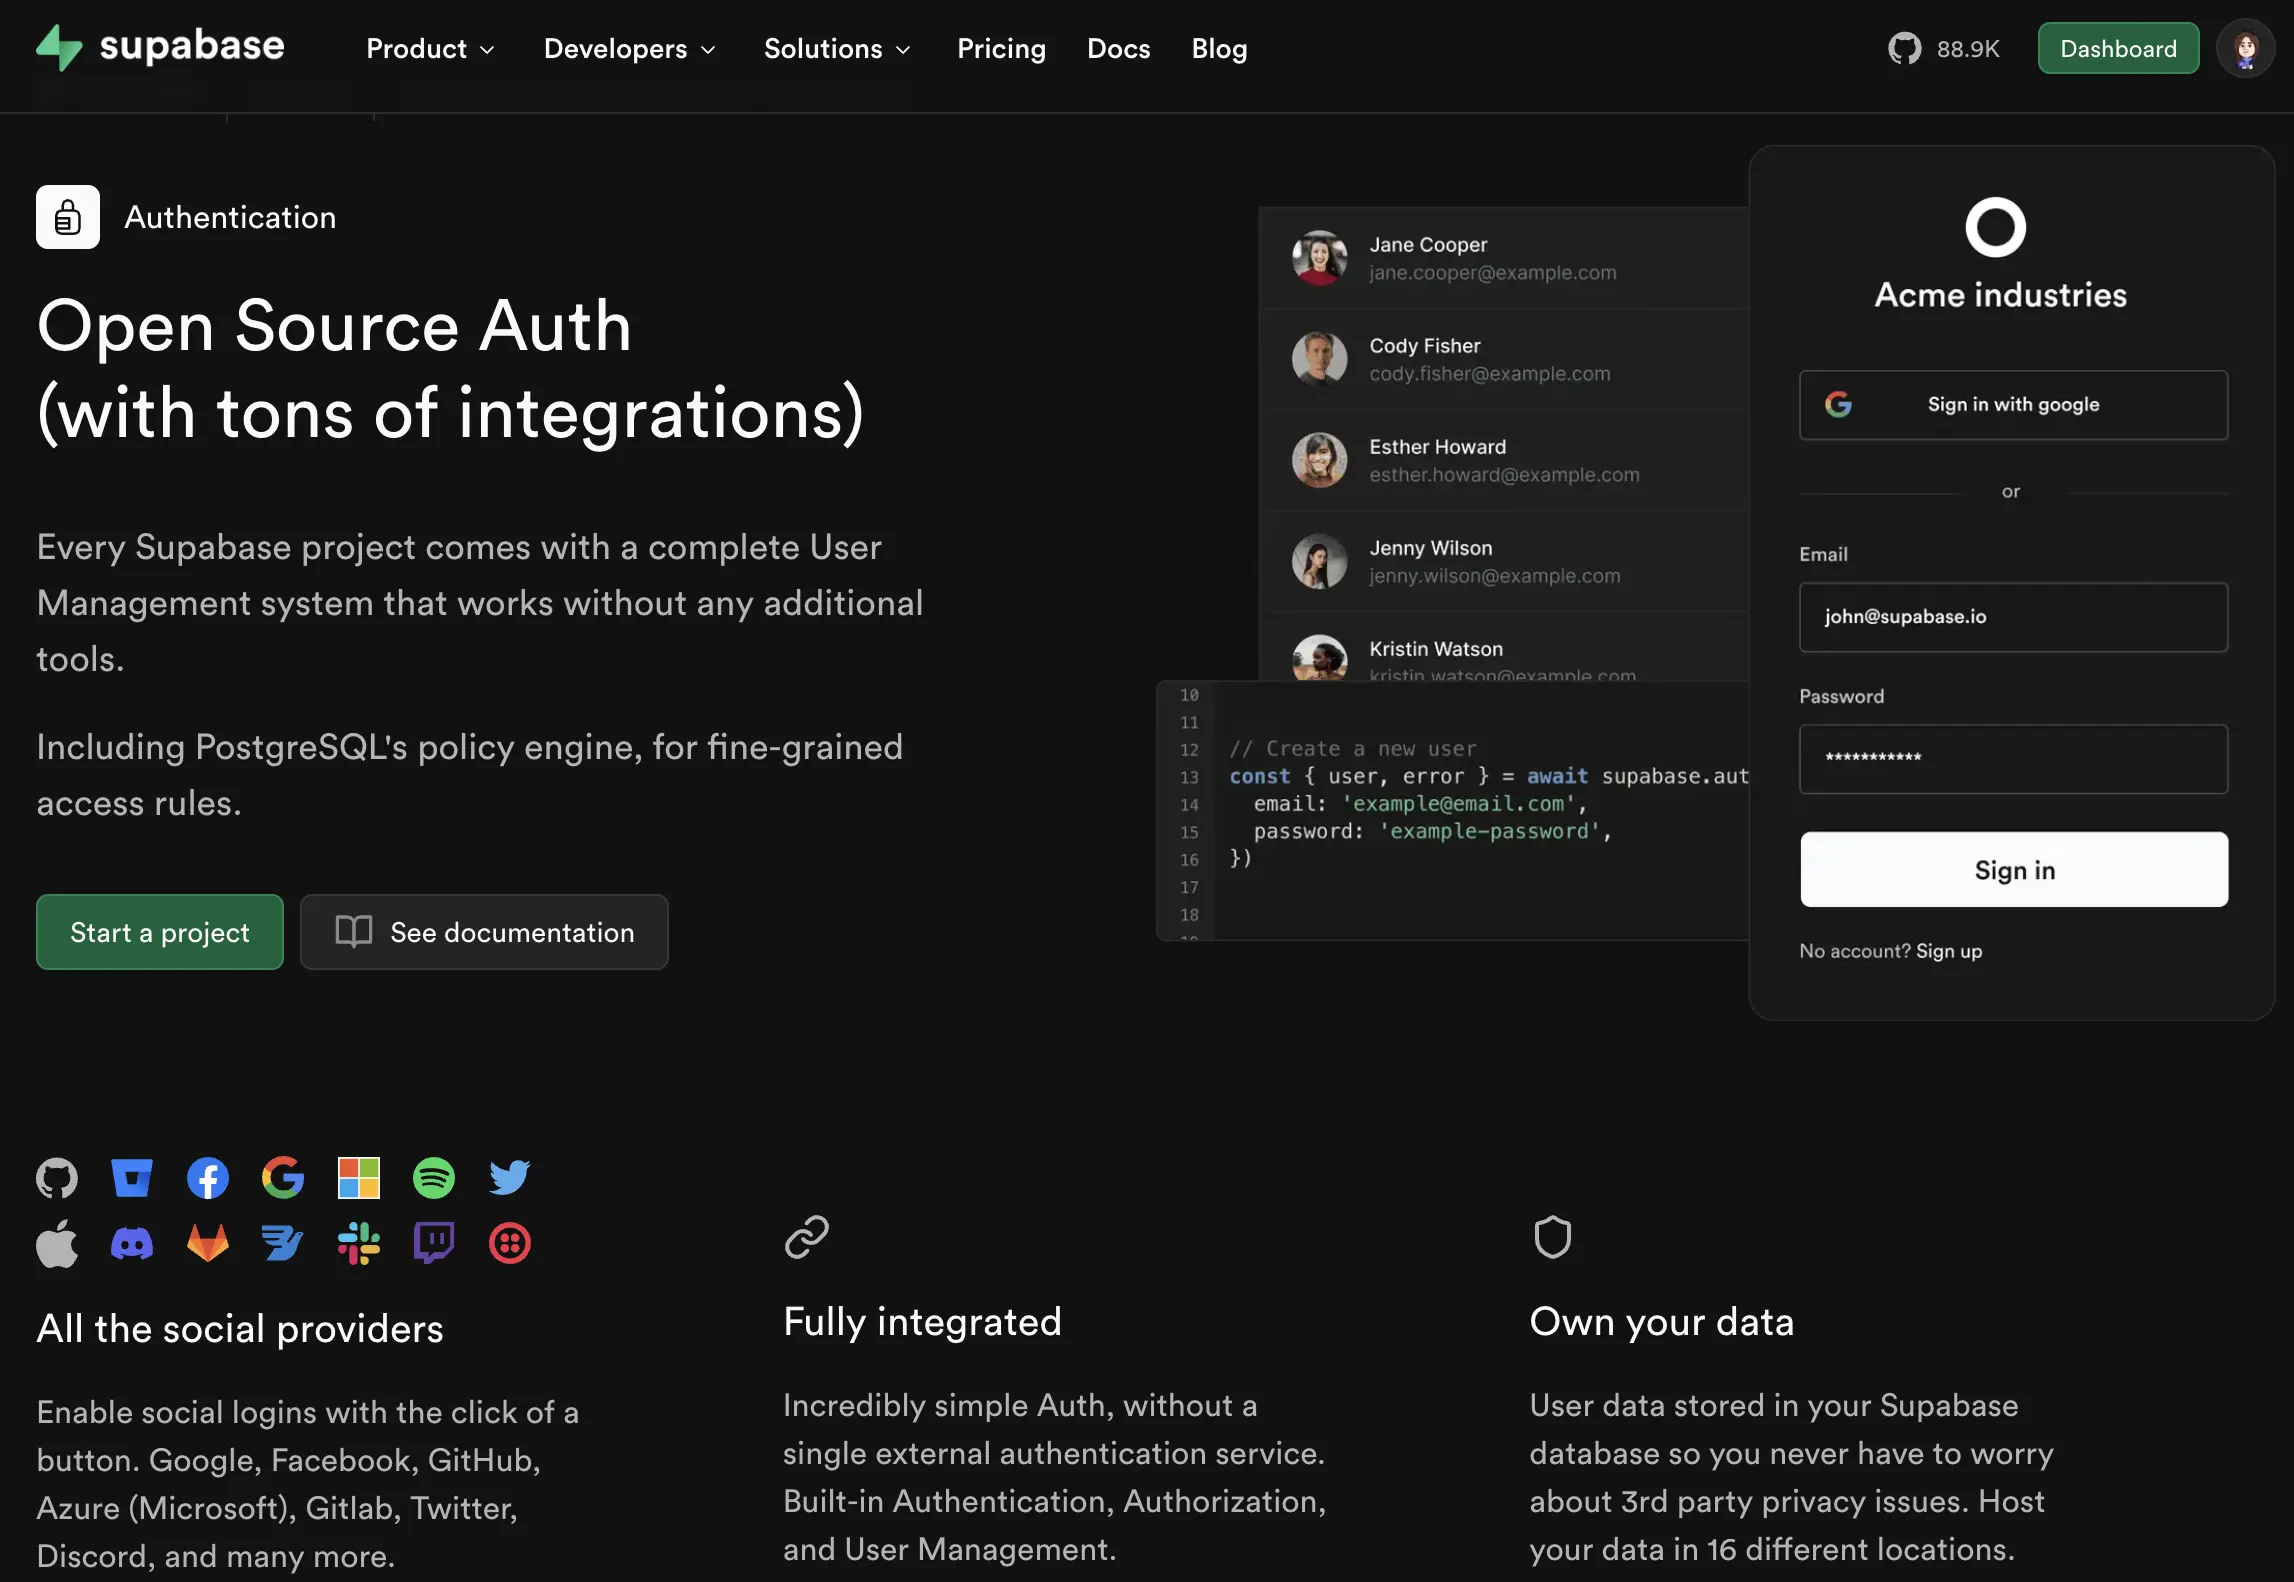 supabase
Product
Developers
Solutions
Pricing
Docs
Blog
88.9K
Dashboard
Authentication
Open Source Auth
(with tons of integrations)
Every Supabase project comes with a complete User
Management system that works without any additional
tools.
Including PostgreSQL's policy engine, for fine-grained
access rules.
Start a project
See documentation
Jane Cooper
jane.cooper@example.com
Cody Fisher
cody.fisher@example.com
Esther Howard
esther.howard@example.com
Jenny Wilson
jenny.wilson@example.com
Kristin Watson
kristin.watson@example.com
10
11
12 // Create a new user
13 const { user, error } = await supabase.aut
14 email: 'example@email.com',
15 password: 'example-password',
16 })
17
18
Acme industries
Sign in with google
or
Email
john@supabase.io
Password
***********
Sign in
No account? Sign up
All the social providers
Enable social logins with the click of a
button. Google, Facebook, GitHub,
Azure (Microsoft), Gitlab, Twitter,
Discord, and many more.
Fully integrated
Incredibly simple Auth, without a
single external authentication service.
Built-in Authentication, Authorization,
and User Management.
Own your data
User data stored in your Supabase
database so you never have to worry
about 3rd party privacy issues. Host
your data in 16 different locations.